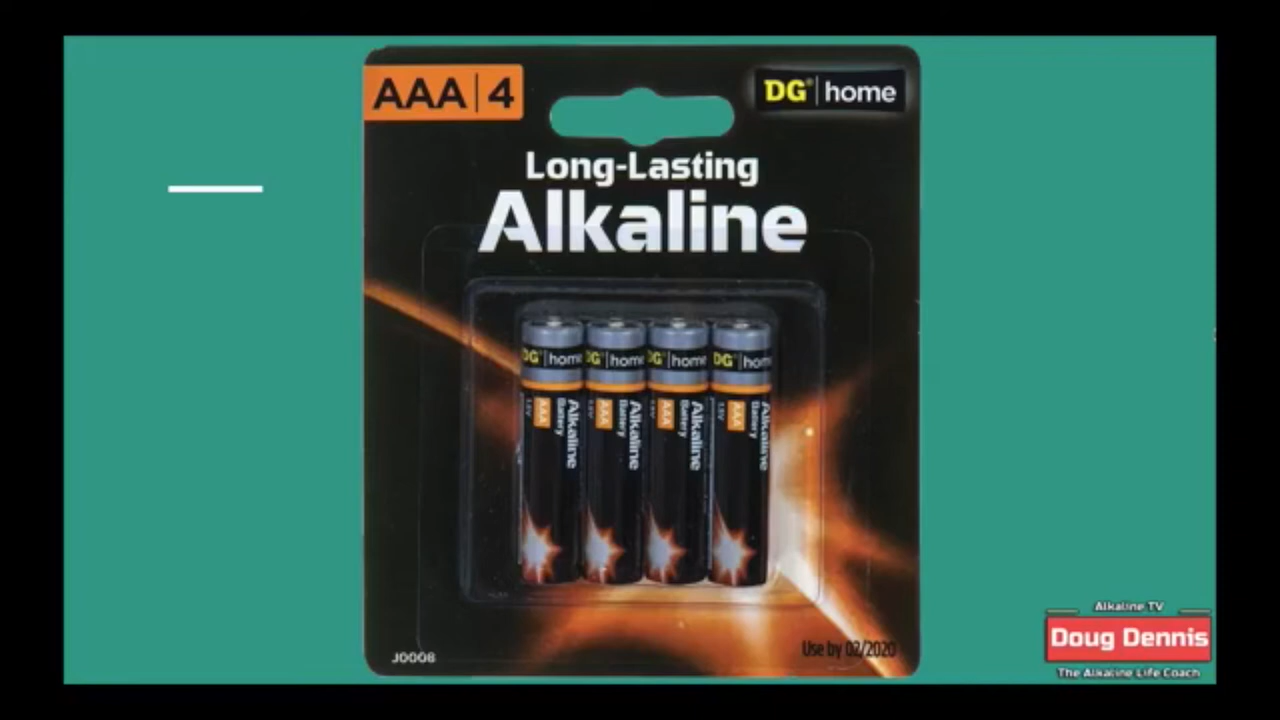 AAA | 4
DG® | home
Long-Lasting
Alkaline
DG® | home
DG® | home
DG® | home
DG® | home
AAA
Alkaline
Battery
AAA
Alkaline
Battery
AAA
Alkaline
Battery
AAA
Alkaline
Battery
1.5V
J0008
Use by 02/2020
Alkaline TV
Doug Dennis
The Alkaline Life Coach